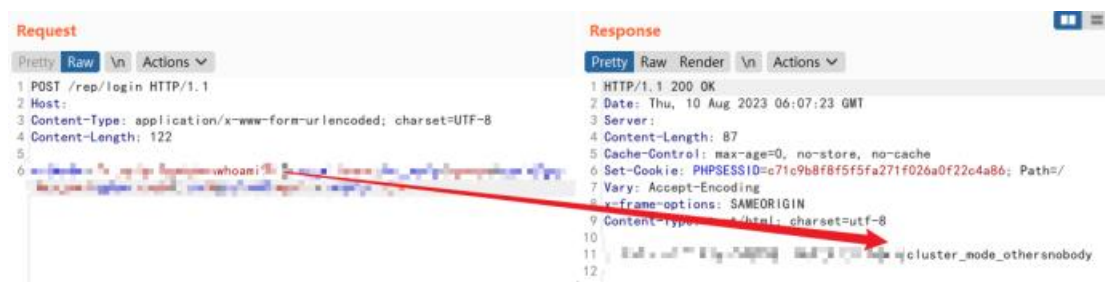 Request
Pretty Raw \n Actions
1 POST /rep/login HTTP/1.1
2 Host:
3 Content-Type: application/x-www-form-urlencoded; charset=UTF-8
4 Content-Length: 122
5
6 whoami
Response
Pretty Raw Render \n Actions
1 HTTP/1.1 200 OK
2 Date: Thu, 10 Aug 2023 06:07:23 GMT
3 Server:
4 Content-Length: 87
5 Cache-Control: max-age=0, no-store, no-cache
6 Set-Cookie: PHPSESSID=c71c9b8f8f5f5fa271f026a0f22c4a86; Path=/
7 Vary: Accept-Encoding
8 x-frame-options: SAMEORIGIN
9 Content-Type: text/html; charset=utf-8
10
11 cluster_mode_othersnobody
12